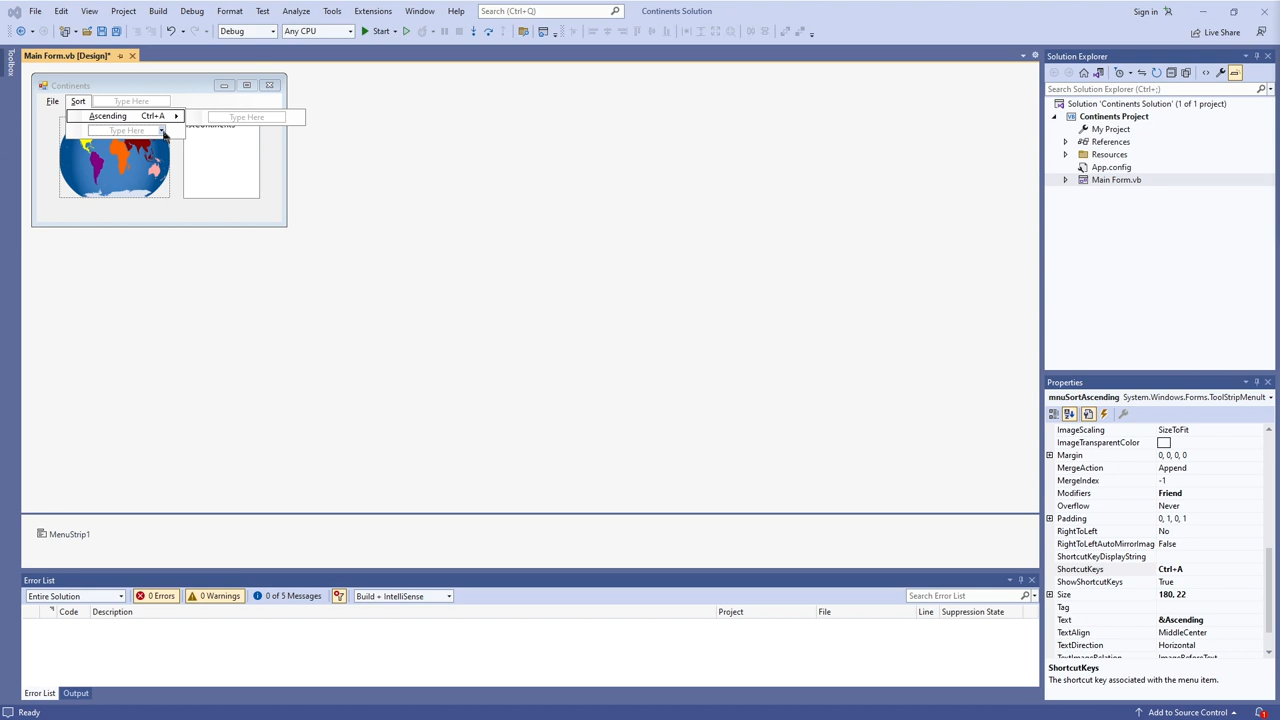 File Edit View Project Build Debug Format Test Analyze Tools Extensions Window Help Search (Ctrl+Q) Continents Solution Sign in
Debug Any CPU Start Live Share
Toolbox
Main Form.vb [Design]*
Continents
File Sort Type Here
Ascending Ctrl+A Type Here
Type Here
MenuStrip1
Error List
Entire Solution 0 Errors 0 Warnings 0 of 5 Messages Build + IntelliSense Search Error List
Code Description Project File Line Suppression State
Error List Output
Ready Add to Source Control 1
Solution Explorer
Search Solution Explorer (Ctrl+;)
Solution 'Continents Solution' (1 of 1 project)
VB Continents Project
My Project
References
Resources
App.config
Main Form.vb
Properties
mnuSortAscending System.Windows.Forms.ToolStripMenuIt
ImageScaling SizeToFit
ImageTransparentColor
Margin 0, 0, 0, 0
MergeAction Append
MergeIndex -1
Modifiers Friend
Overflow Never
Padding 0, 1, 0, 1
RightToLeft No
RightToLeftAutoMirrorImag False
ShortcutKeyDisplayString
ShortcutKeys Ctrl+A
ShowShortcutKeys True
Size 180, 22
Tag
Text &Ascending
TextAlign MiddleCenter
TextDirection Horizontal
TextImageRelation ImageBeforeText
ShortcutKeys
The shortcut key associated with the menu item.